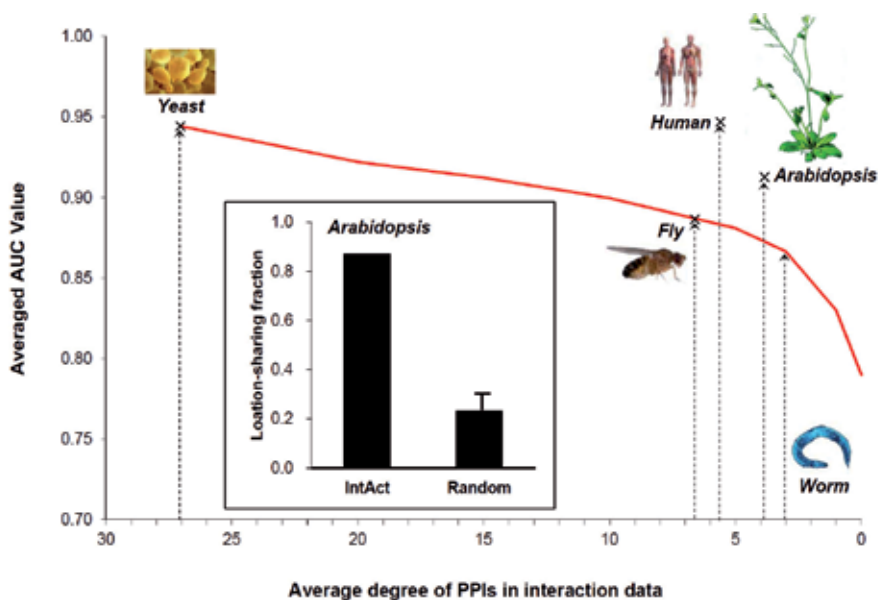 1.00
0.95
0.90
0.85
0.80
0.75
0.70
Averaged AUC Value
Yeast
Human
Arabidopsis
Fly
Worm
Arabidopsis
1.0
0.8
0.6
0.4
0.2
0.0
Loation-sharing fraction
IntAct Random
30 25 20 15 10 5 0
Average degree of PPIs in interaction data